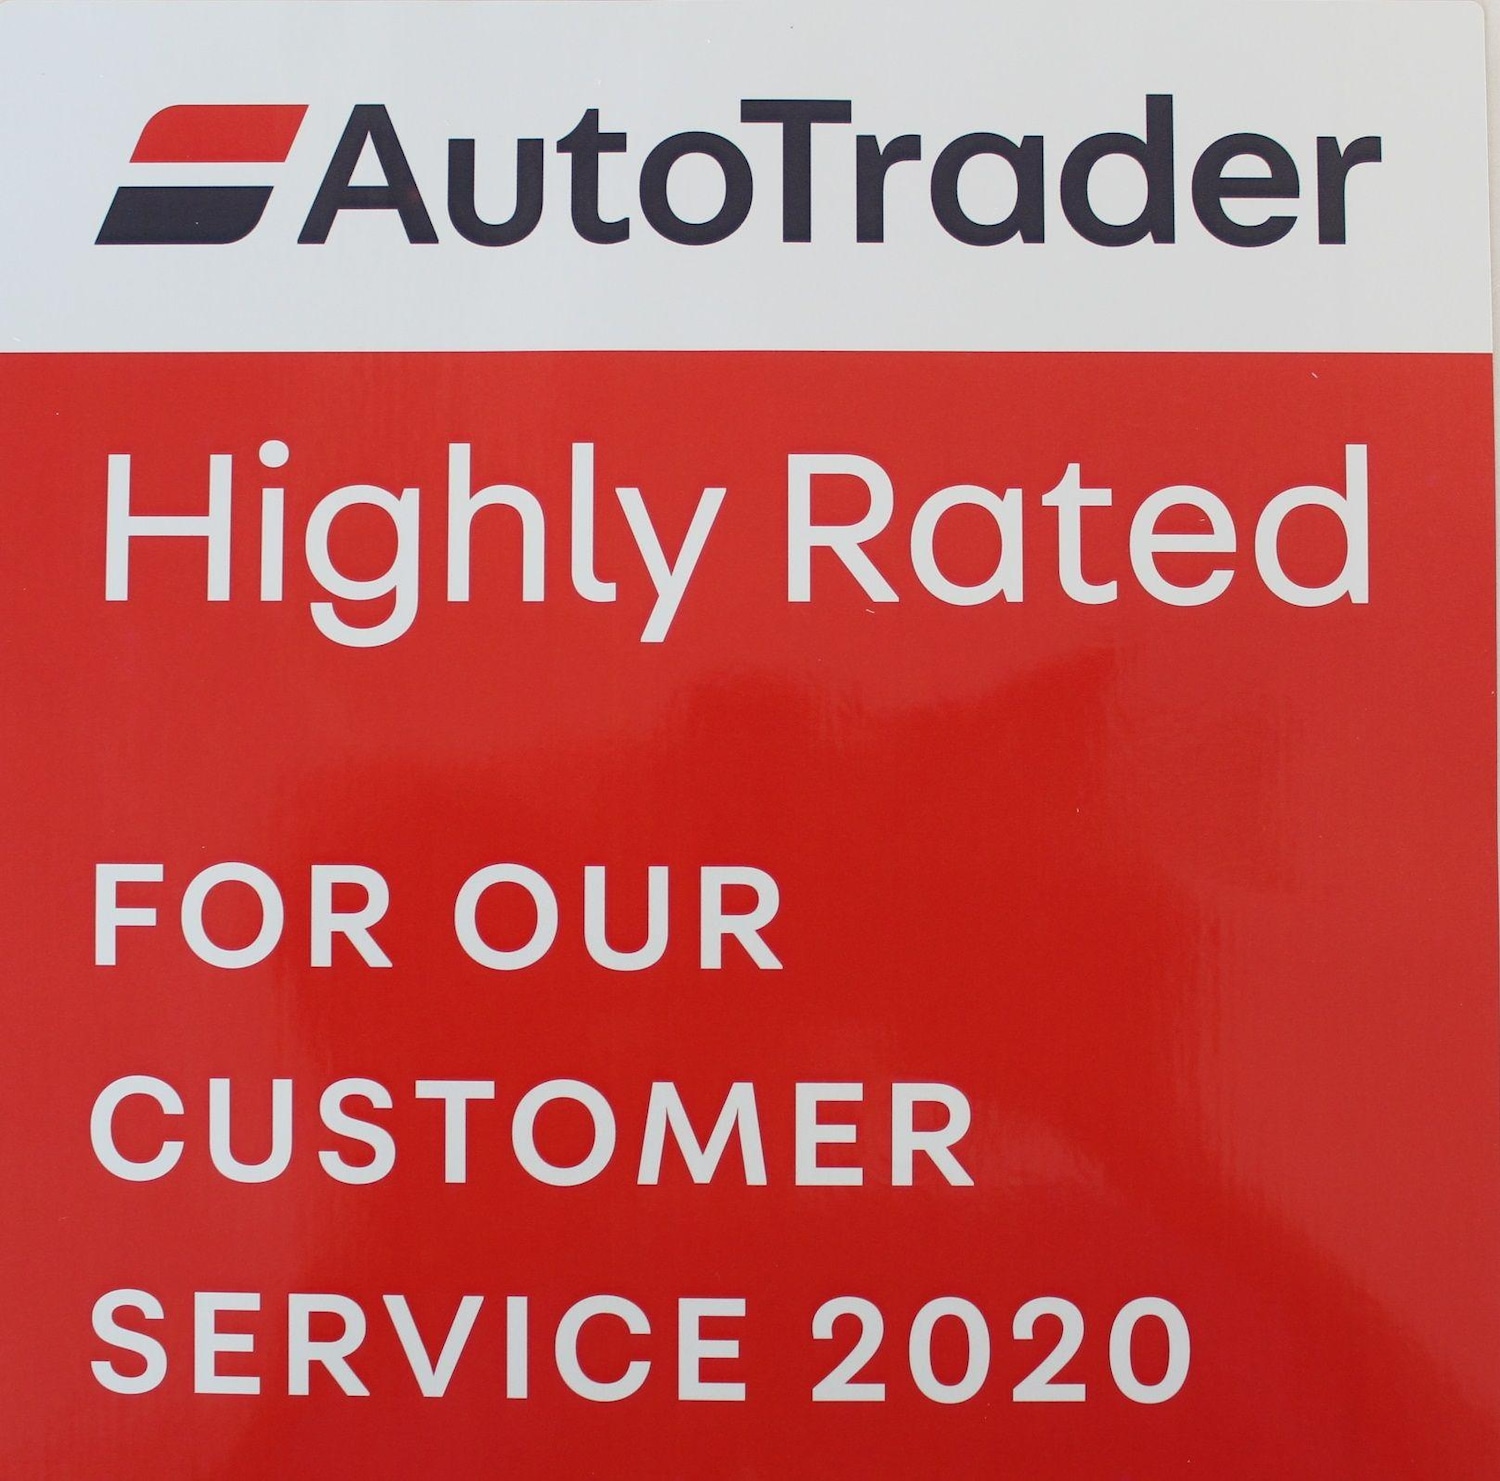 AutoTrader
Highly Rated
FOR OUR
CUSTOMER
SERVICE 2020